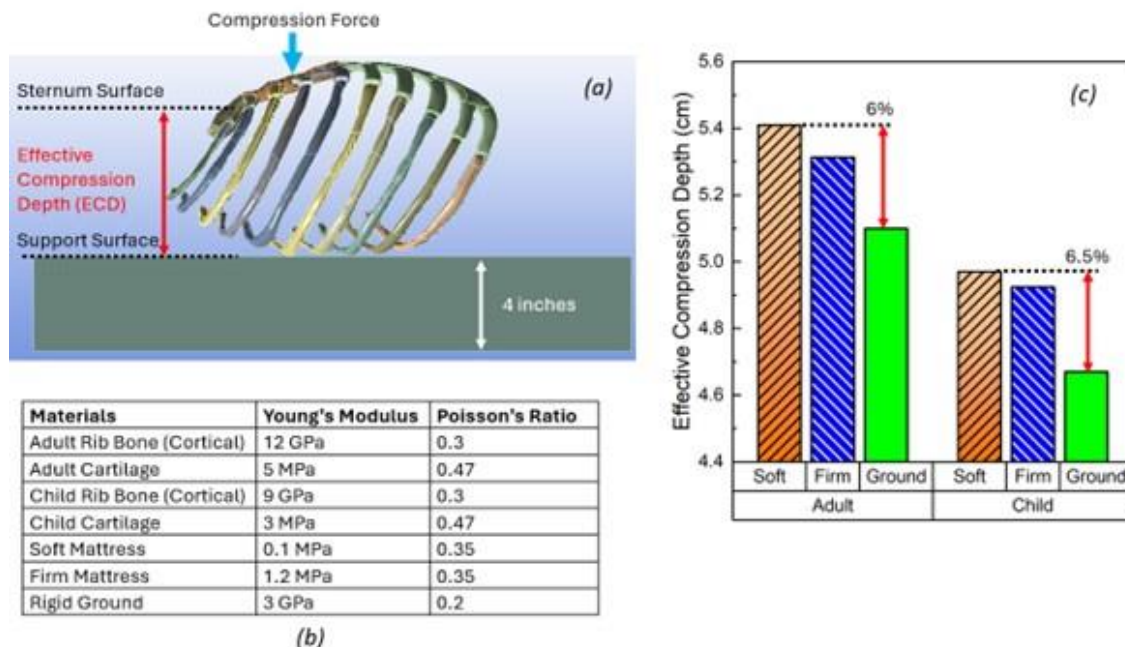 Compression Force
(a)
Sternum Surface
Effective
Compression
Depth (ECD)
Support Surface
4 inches
Materials Young's Modulus Poisson's Ratio
Adult Rib Bone (Cortical) 12 GPa 0.3
Adult Cartilage 5 MPa 0.47
Child Rib Bone (Cortical) 9 GPa 0.3
Child Cartilage 3 MPa 0.47
Soft Mattress 0.1 MPa 0.35
Firm Mattress 1.2 MPa 0.35
Rigid Ground 3 GPa 0.2
(b)
(c)
Effective Compression Depth (cm)
5.6
5.4
5.2
5.0
4.8
4.6
4.4
6%
6.5%
Soft Firm Ground Soft Firm Ground
Adult Child